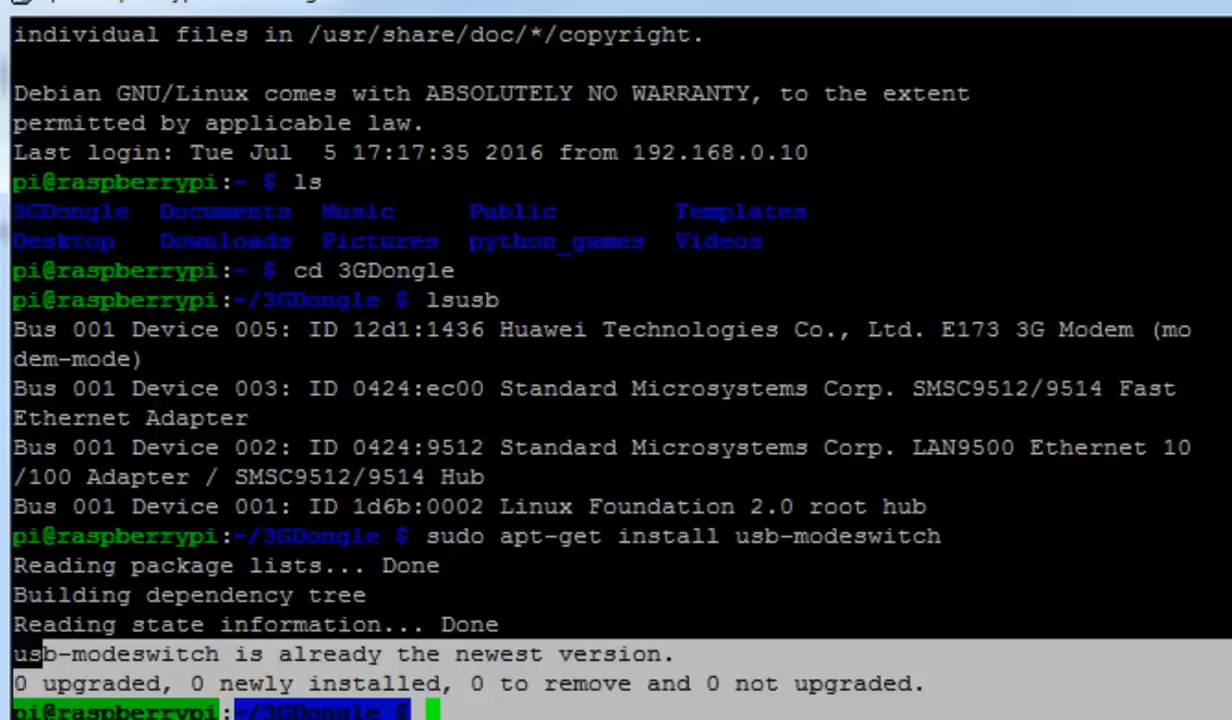 individual files in /usr/share/doc/*/copyright.
Debian GNU/Linux comes with ABSOLUTELY NO WARRANTY, to the extent
permitted by applicable law.
Last login: Tue Jul  5 17:17:35 2016 from 192.168.0.10
pi@raspberrypi:~ $ ls
3GDongle  Documents  Music     Public        Templates
Desktop   Downloads  Pictures  python_games  Videos
pi@raspberrypi:~ $ cd 3GDongle
pi@raspberrypi:~/3GDongle $ lsusb
Bus 001 Device 005: ID 12d1:1436 Huawei Technologies Co., Ltd. E173 3G Modem (mo
dem-mode)
Bus 001 Device 003: ID 0424:ec00 Standard Microsystems Corp. SMSC9512/9514 Fast
Ethernet Adapter
Bus 001 Device 002: ID 0424:9512 Standard Microsystems Corp. LAN9500 Ethernet 10
/100 Adapter / SMSC9512/9514 Hub
Bus 001 Device 001: ID 1d6b:0002 Linux Foundation 2.0 root hub
pi@raspberrypi:~/3GDongle $ sudo apt-get install usb-modeswitch
Reading package lists... Done
Building dependency tree
Reading state information... Done
usb-modeswitch is already the newest version.
0 upgraded, 0 newly installed, 0 to remove and 0 not upgraded.
pi@raspberrypi:~/3GDongle $